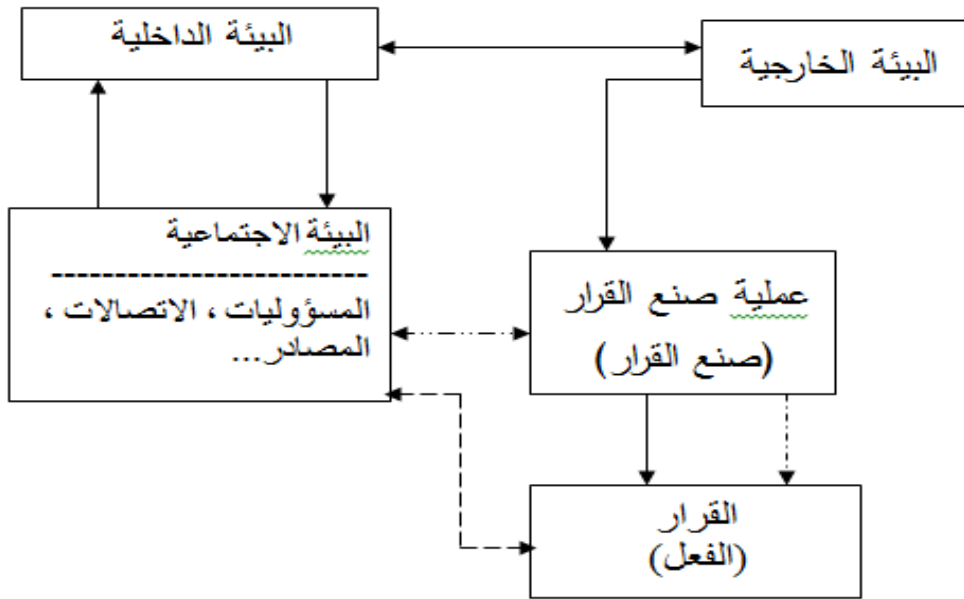 البيئة الداخلية
البيئة الخارجية
البيئة الاجتماعية
--------------------------
المسؤوليات ، الاتصالات ،
المصادر...
عملية صنع القرار
(صنع القرار)
القرار
(الفعل)